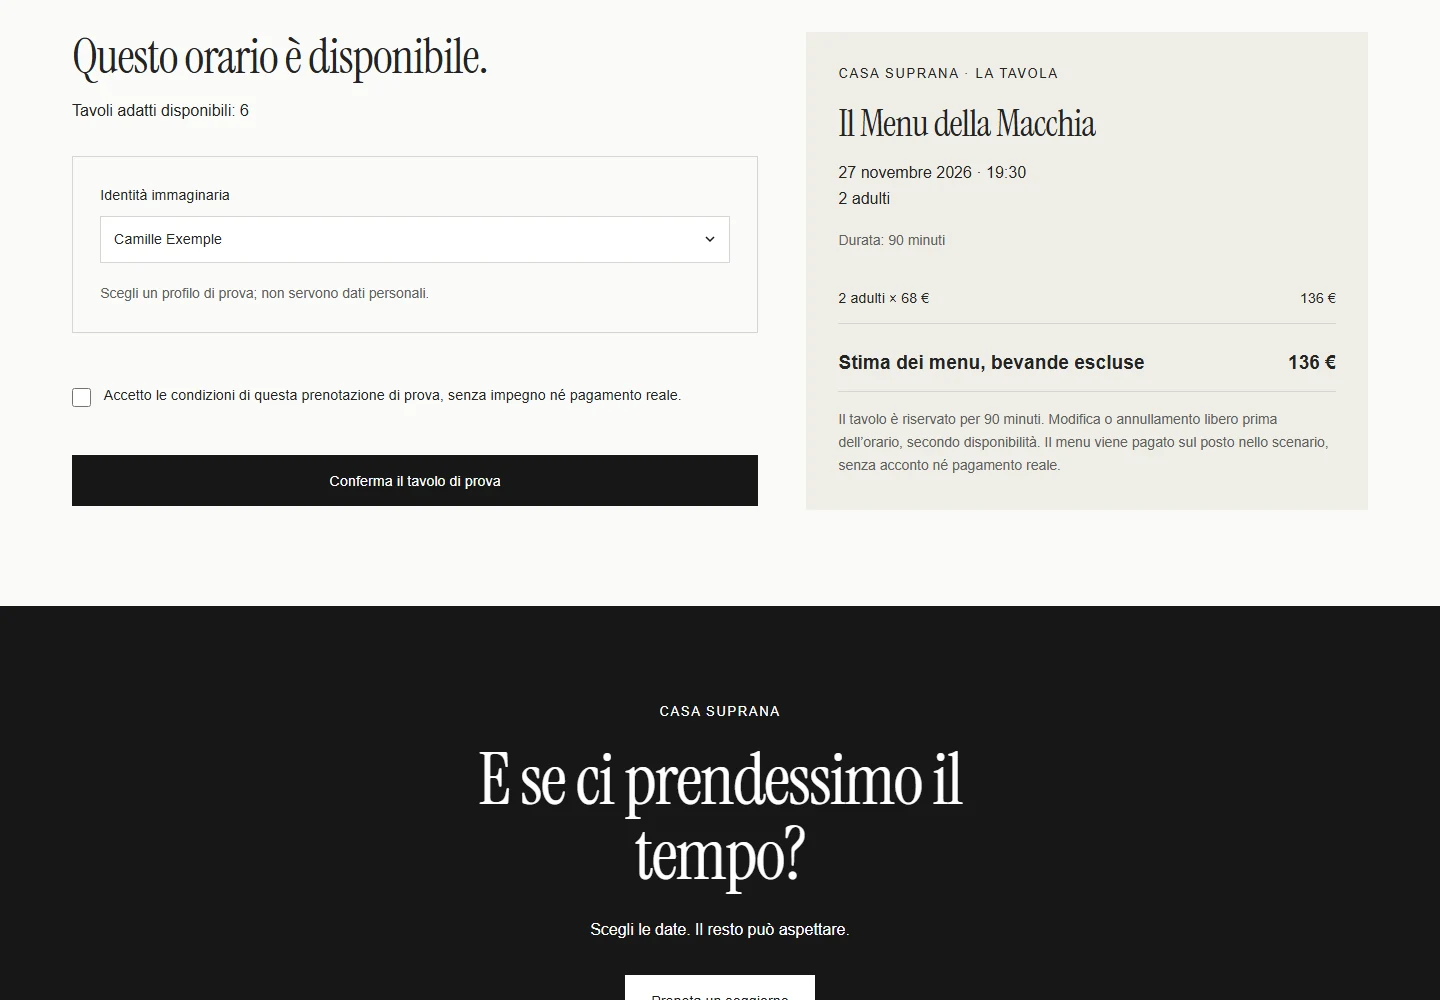 Questo orario è disponibile.
Tavoli adatti disponibili: 6
Identità immaginaria
Camille Exemple
Scegli un profilo di prova; non servono dati personali.
Accetto le condizioni di questa prenotazione di prova, senza impegno né pagamento reale.
Conferma il tavolo di prova
CASA SUPRANA · LA TAVOLA
Il Menu della Macchia
27 novembre 2026 · 19:30
2 adulti
Durata: 90 minuti
2 adulti × 68 € 136 €
Stima dei menu, bevande escluse 136 €
Il tavolo è riservato per 90 minuti. Modifica o annullamento libero prima
dell’orario, secondo disponibilità. Il menu viene pagato sul posto nello scenario,
senza acconto né pagamento reale.
CASA SUPRANA
E se ci prendessimo il
tempo?
Scegli le date. Il resto può aspettare.
Prenota un soggiorno